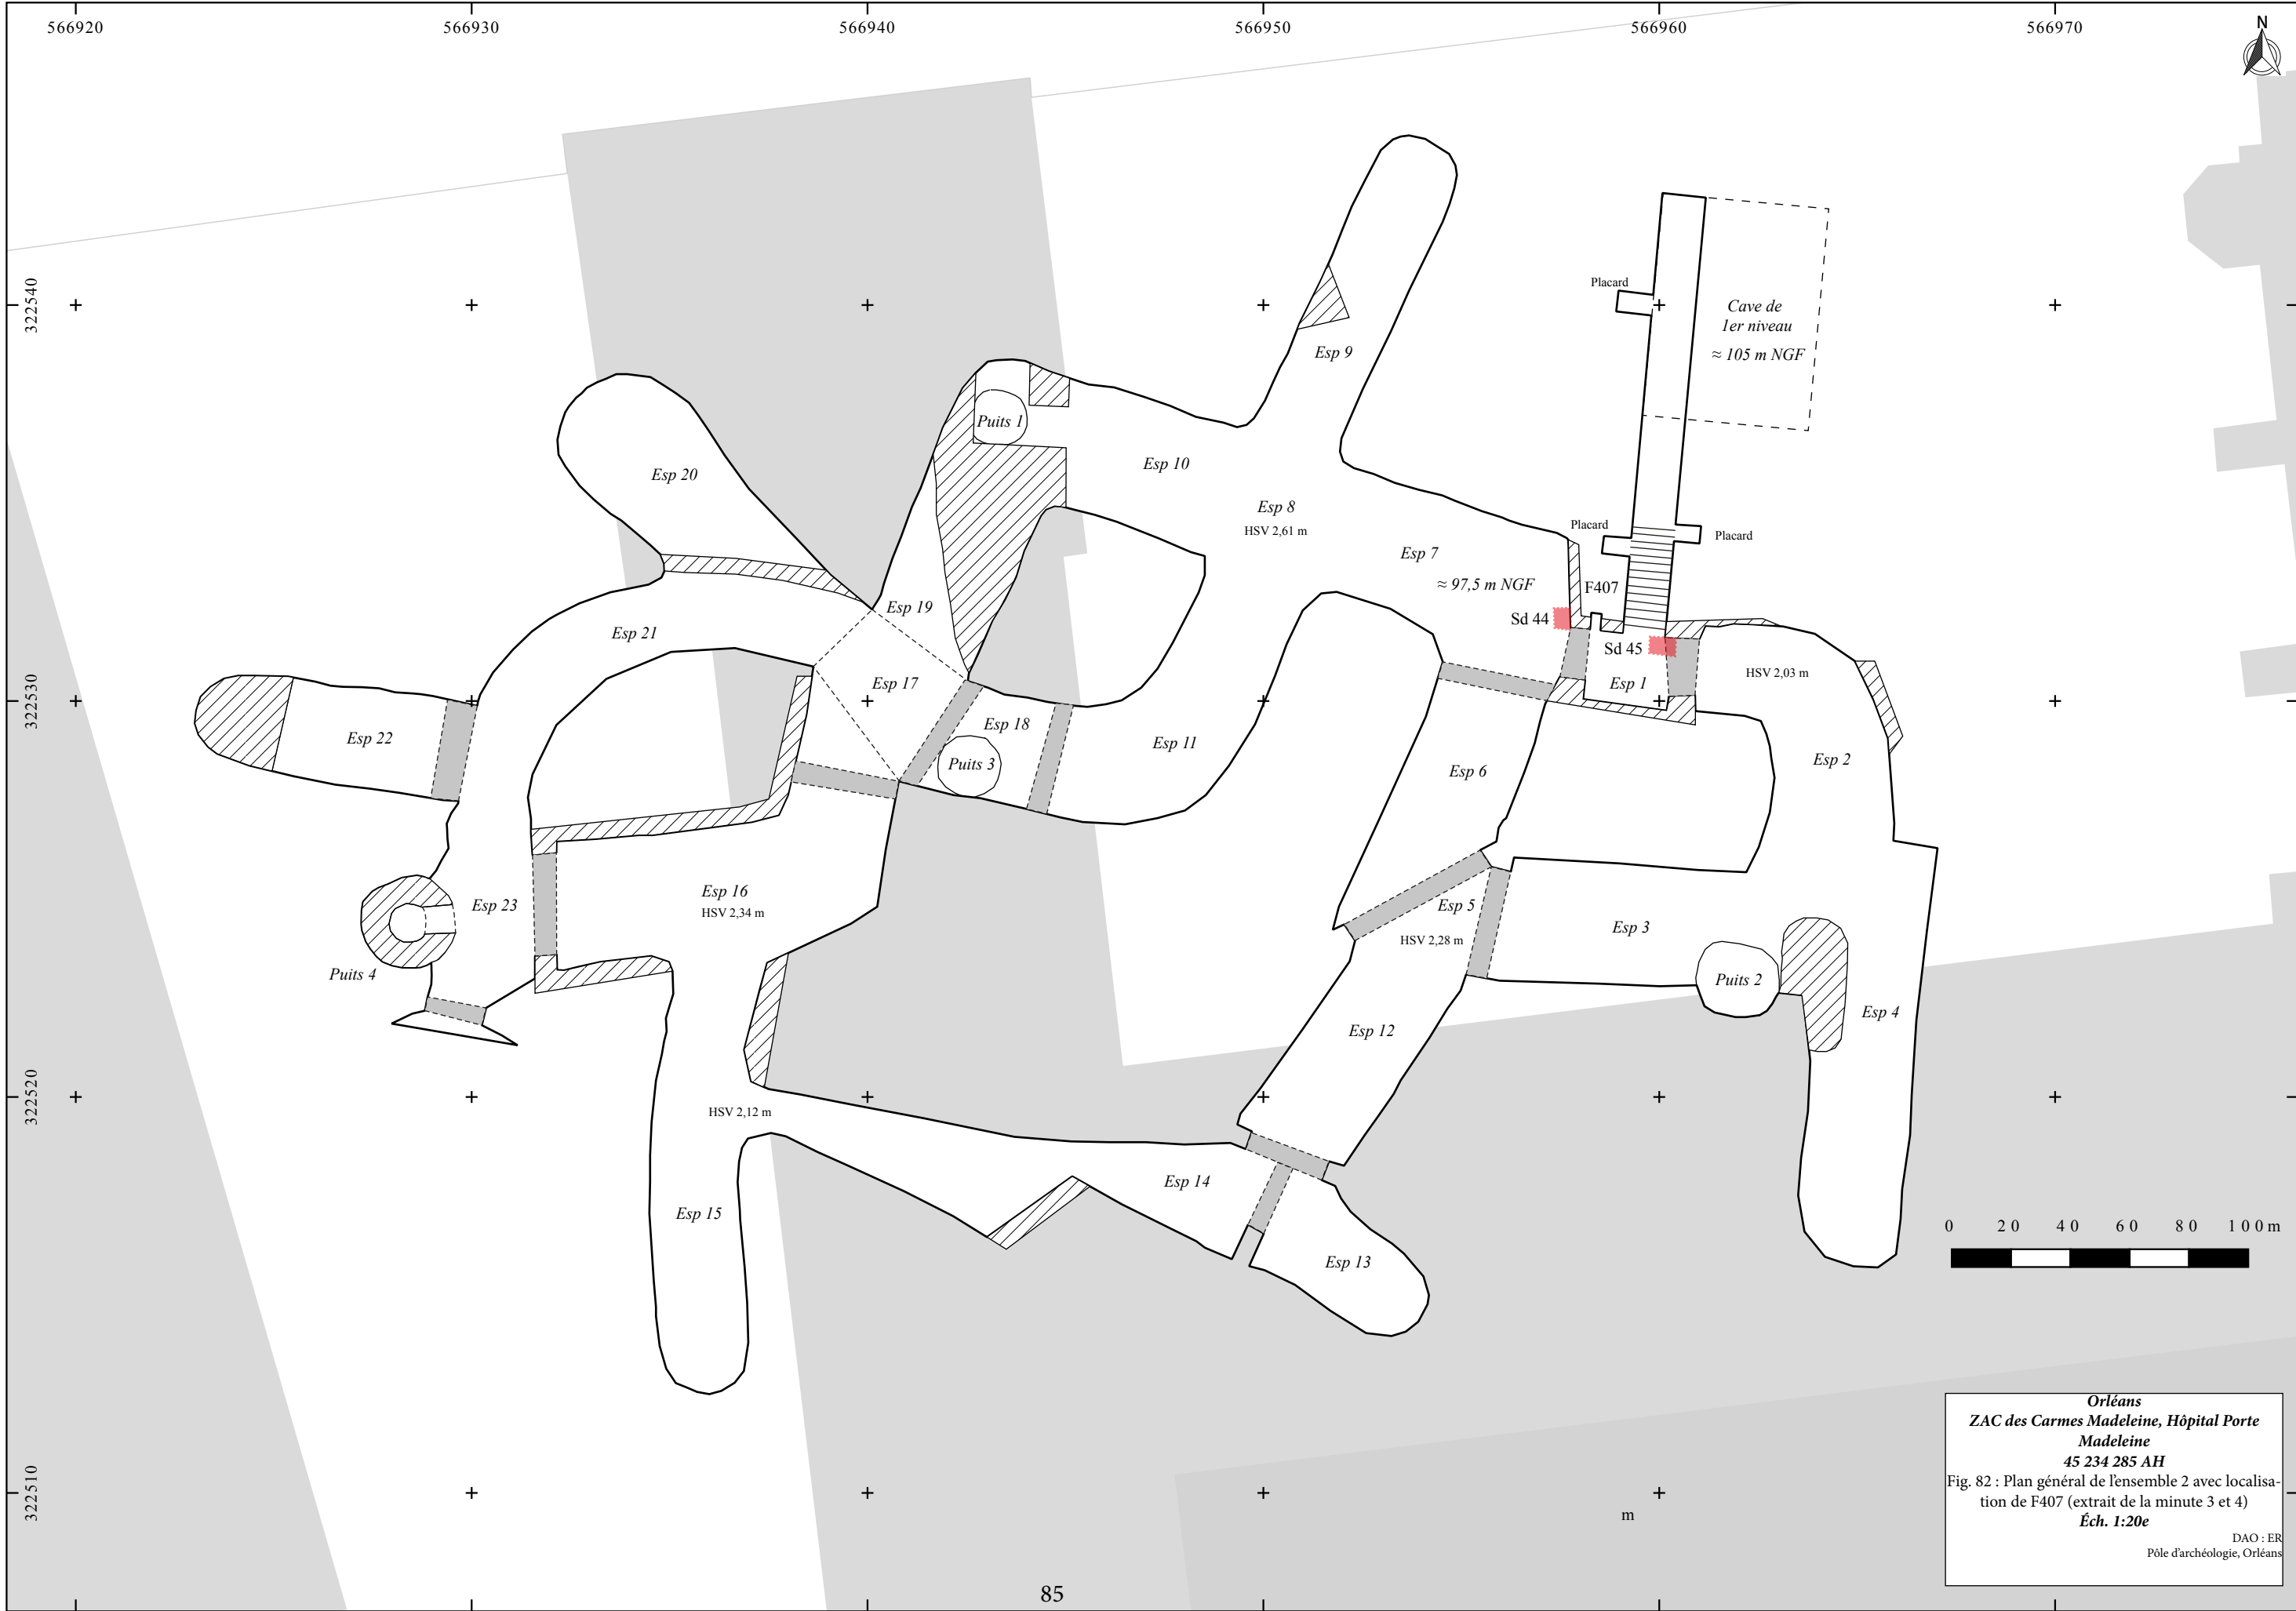 566920 566930 566940 566950 566960 566970
N
322540
322530
322520
322510
Placard
Cave de
1er niveau
≈ 105 m NGF
Esp 9
Puits 1
Esp 10
Esp 20
Esp 8
HSV 2,61 m
Placard
Placard
Esp 7
≈ 97,5 m NGF
F407
Esp 19
Sd 44
Esp 21
Sd 45
HSV 2,03 m
Esp 17
Esp 1
Esp 18
Esp 22
Esp 11
Esp 2
Puits 3
Esp 6
Esp 16
HSV 2,34 m
Esp 23
Esp 5
HSV 2,28 m
Esp 3
Puits 4
Puits 2
Esp 4
Esp 12
HSV 2,12 m
Esp 14
Esp 15
Esp 13
0 20 40 60 80 100m
Orléans
ZAC des Carmes Madeleine, Hôpital Porte
Madeleine
45 234 285 AH
Fig. 82 : Plan général de l'ensemble 2 avec localisa-
tion de F407 (extrait de la minute 3 et 4)
Éch. 1:20e
DAO : ER
Pôle d'archéologie, Orléans
m
85